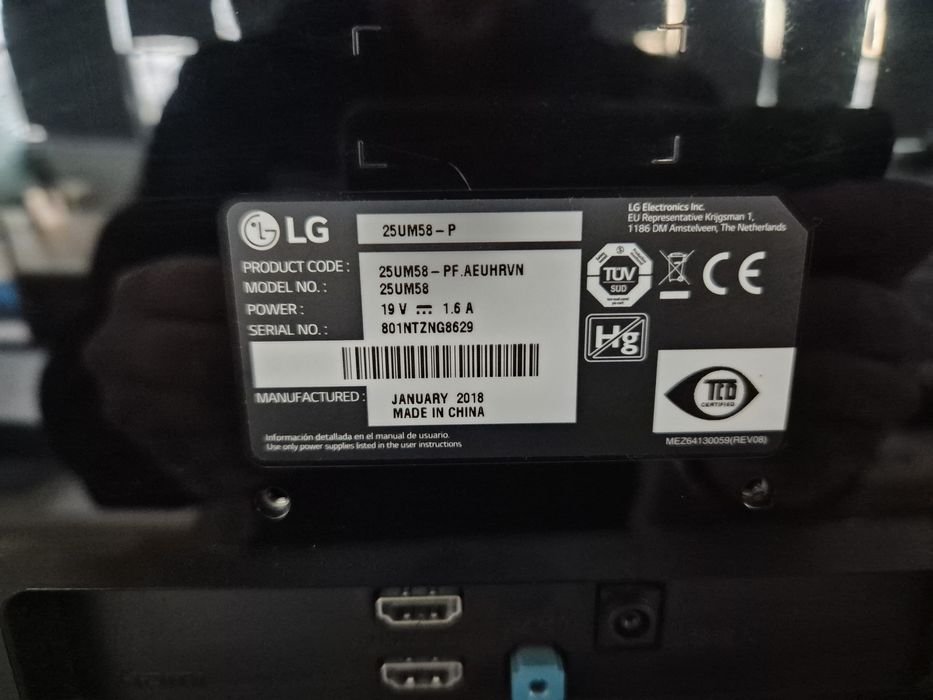 LG
25UM58-P
LG Electronics Inc.
EU Representative Krijgsman 1,
1186 DM Amstelveen, The Netherlands
PRODUCT CODE : 25UM58-PF.AEUHRVN
MODEL NO. : 25UM58
POWER : 19 V ⎓ 1.6 A
SERIAL NO. : 801NTZNG8629
MANUFACTURED : JANUARY 2018
MADE IN CHINA
TÜV
SÜD
CE
Hg
TCO
CERTIFIED
Información detallada en el manual de usuario.
Use only power supplies listed in the user instructions
MEZ64130059(REV08)